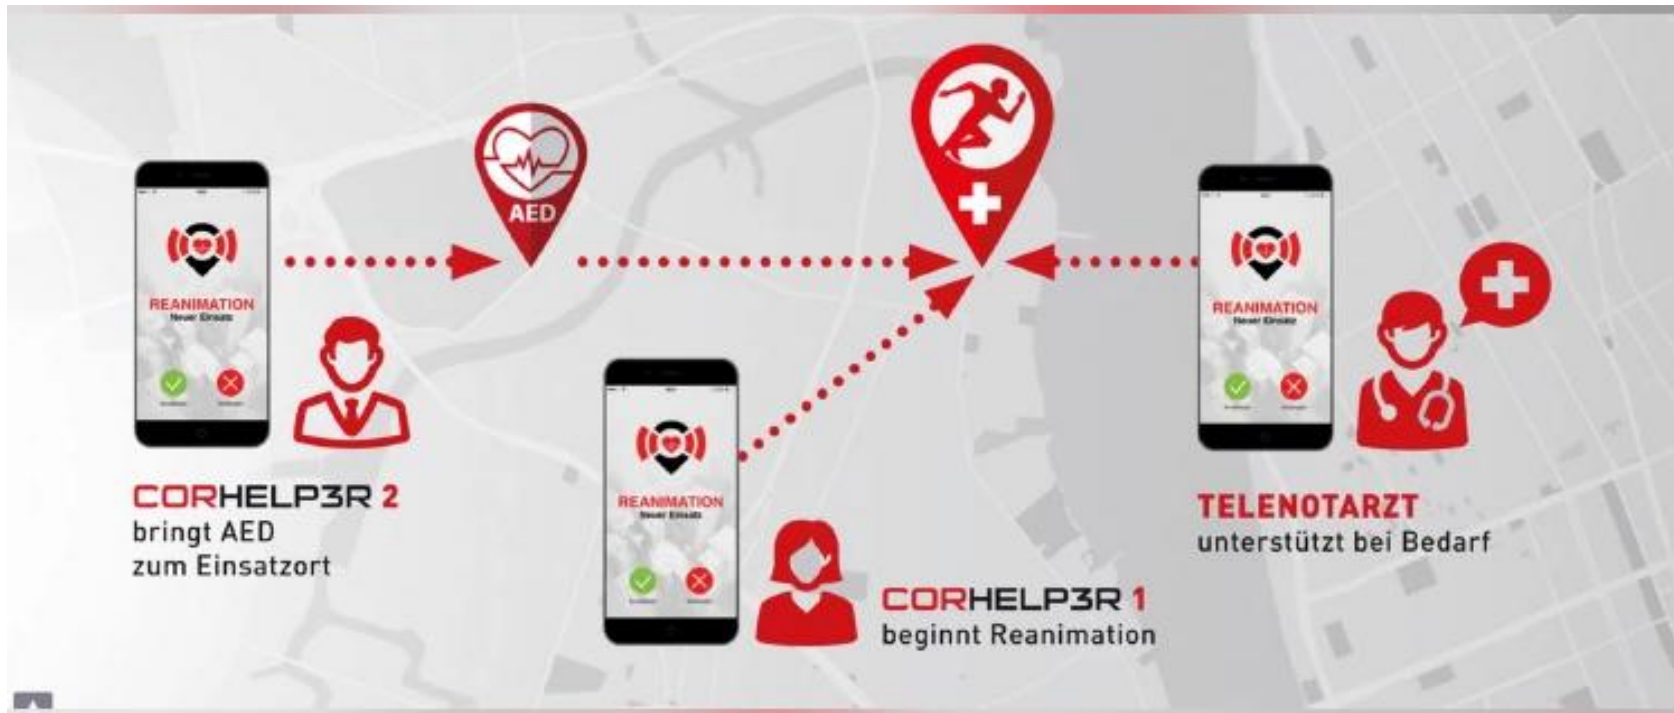 AED
REANIMATION
Neuer Einsatz
CORHELP3R 2
bringt AED
zum Einsatzort
REANIMATION
Neuer Einsatz
CORHELP3R 1
beginnt Reanimation
REANIMATION
Neuer Einsatz
TELENOTARZT
unterstützt bei Bedarf